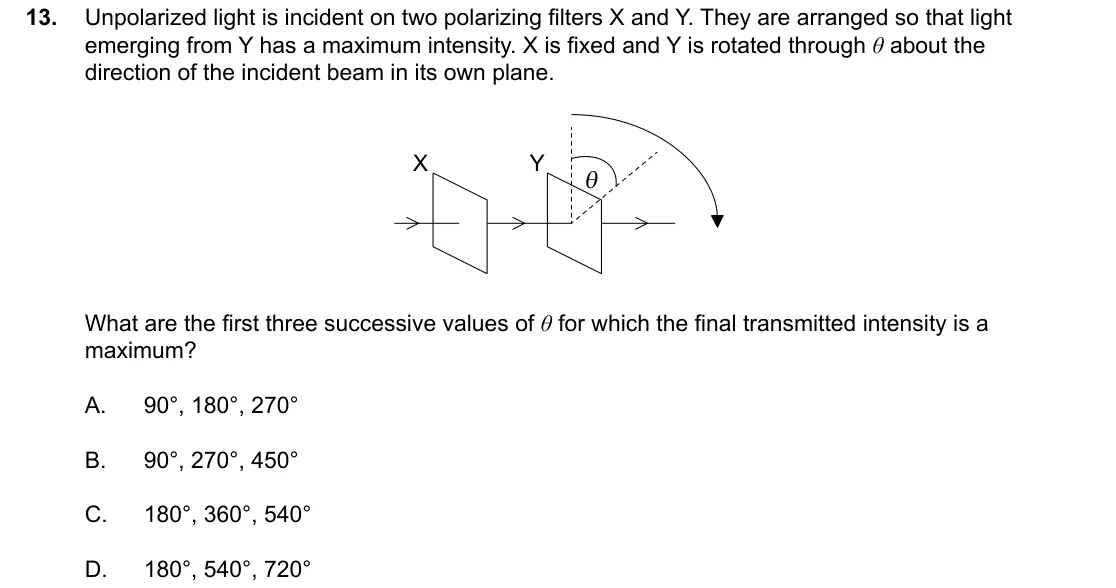 13. Unpolarized light is incident on two polarizing filters X and Y. They are arranged so that light
emerging from Y has a maximum intensity. X is fixed and Y is rotated through θ about the
direction of the incident beam in its own plane.
X
Y
θ
What are the first three successive values of θ for which the final transmitted intensity is a
maximum?
A. 90°, 180°, 270°
B. 90°, 270°, 450°
C. 180°, 360°, 540°
D. 180°, 540°, 720°